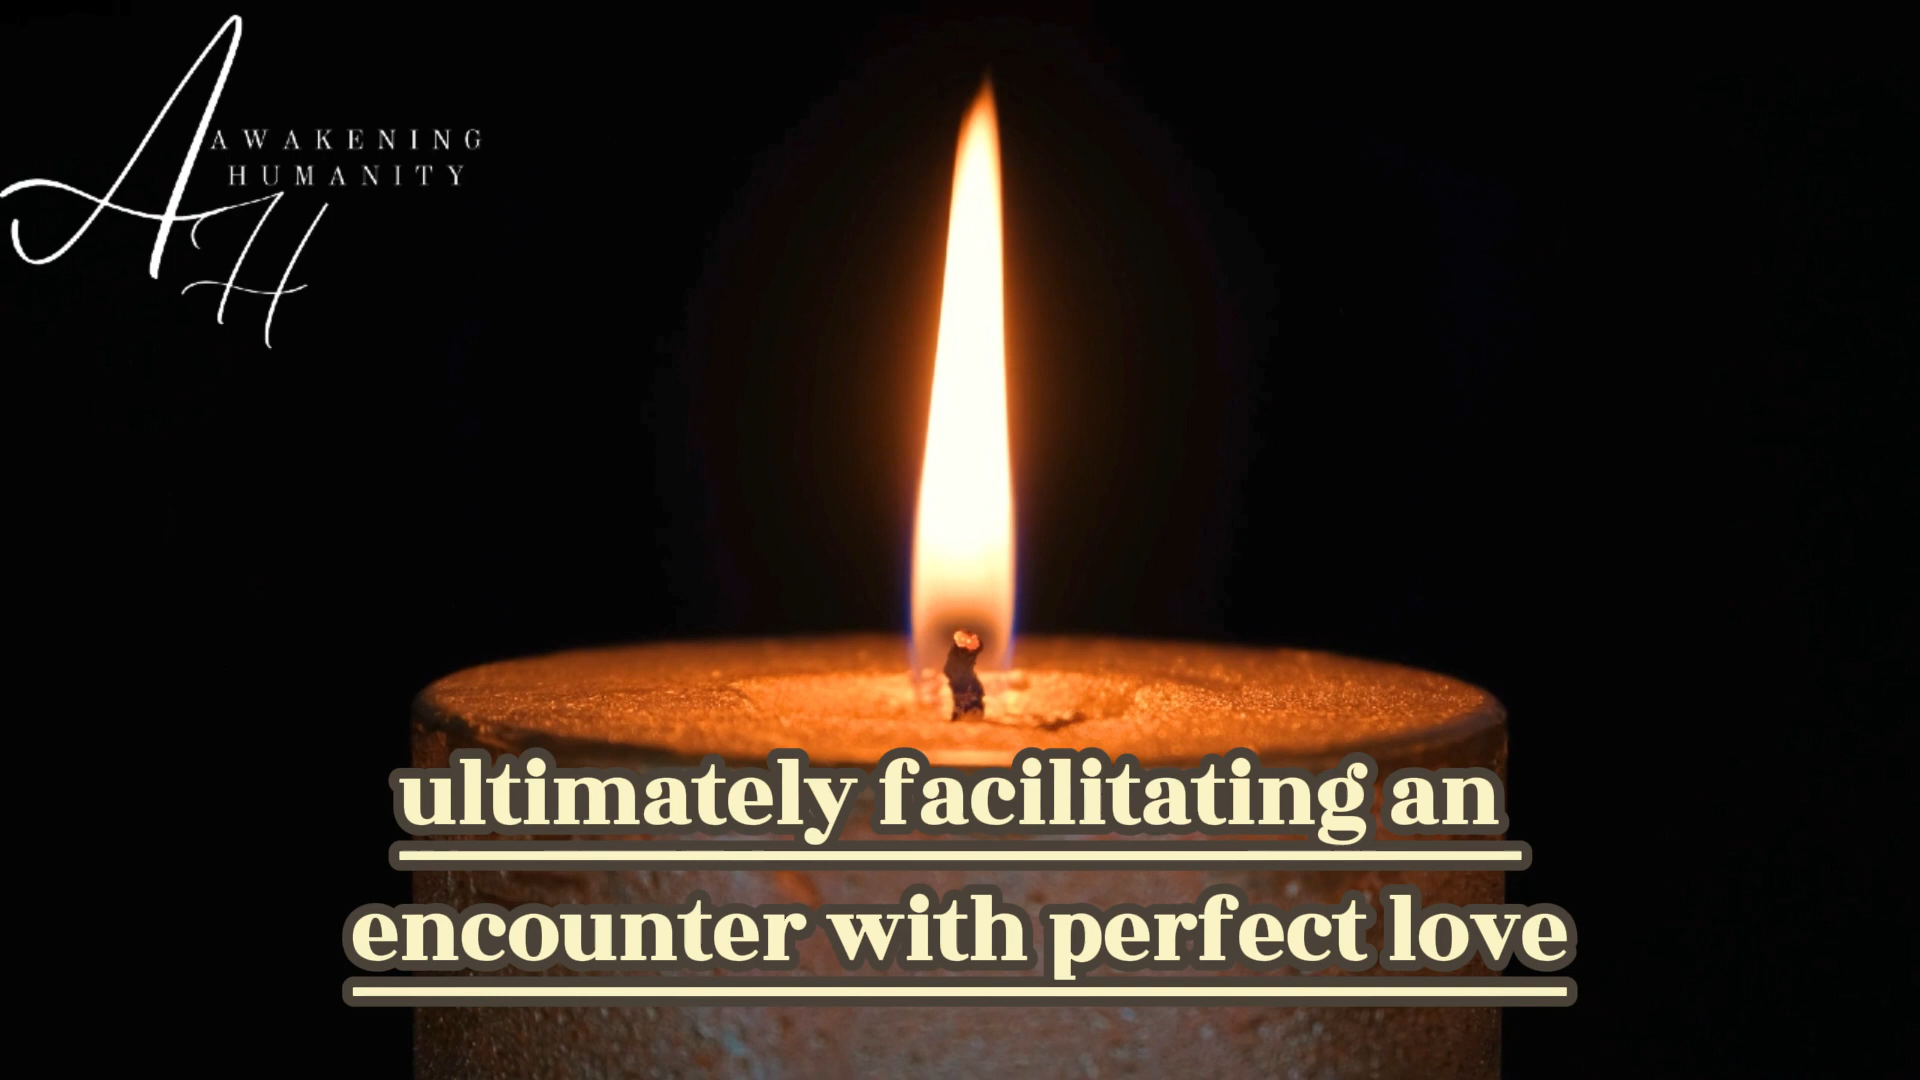 A
AWAKENING
HUMANITY
H
ultimately facilitating an
encounter with perfect love